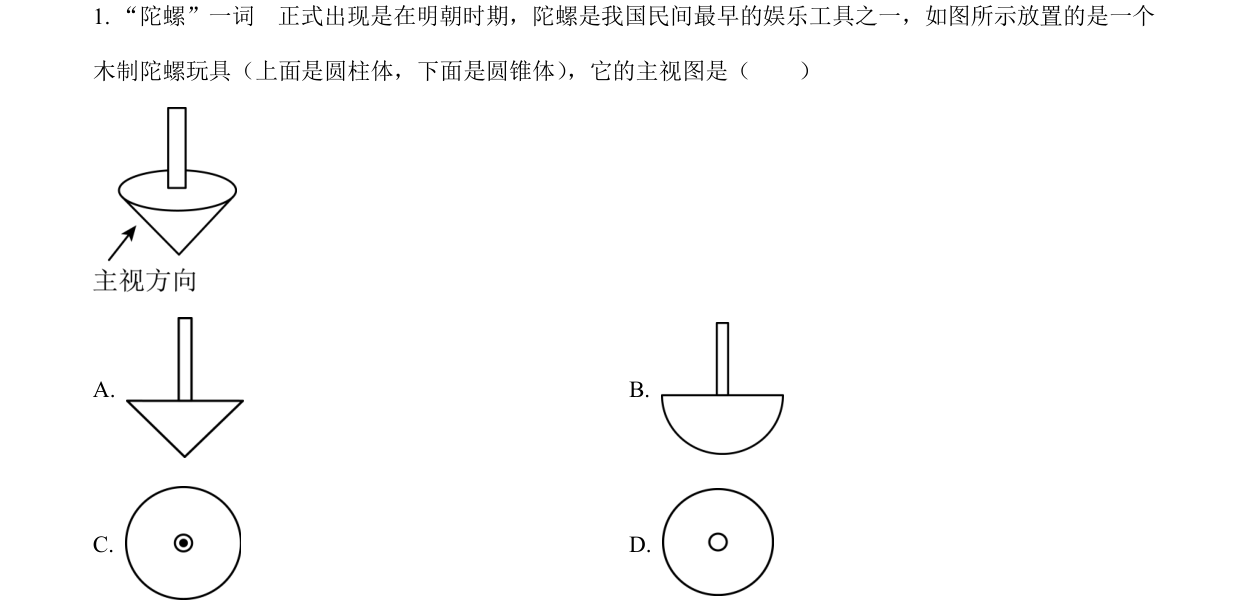 1. “陀螺”一词　正式出现是在明朝时期，陀螺是我国民间最早的娱乐工具之一，如图所示放置的是一个
木制陀螺玩具（上面是圆柱体，下面是圆锥体），它的主视图是（　　）
主视方向
A.
B.
C.
D.